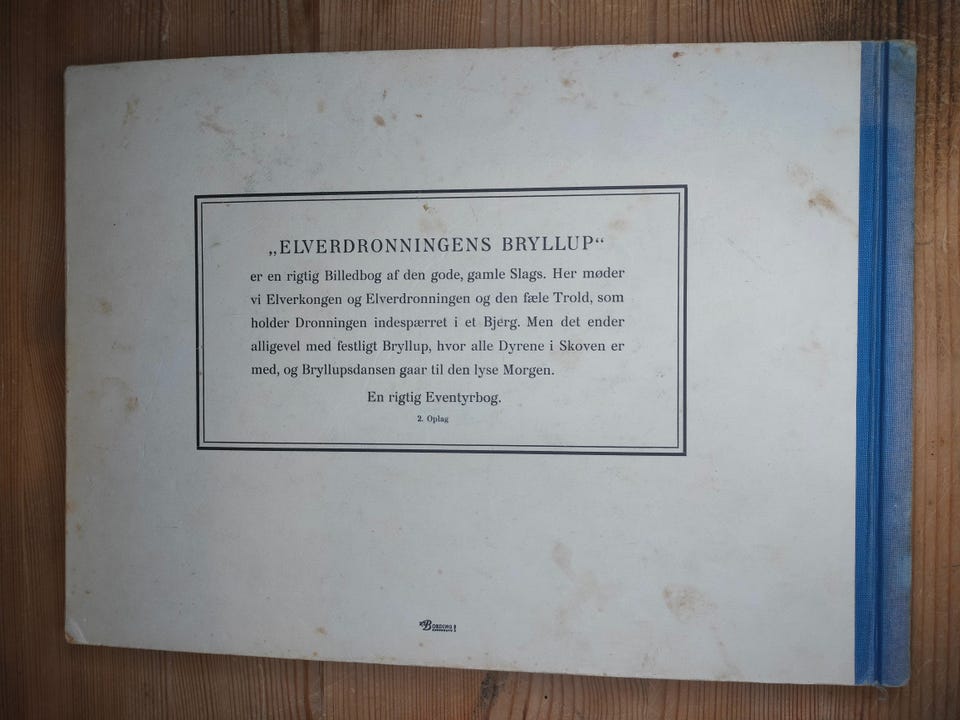 „ELVERDRONNINGENS BRYLLUP“
er en rigtig Billedbog af den gode, gamle Slags. Her møder
vi Elverkongen og Elverdronningen og den fæle Trold, som
holder Dronningen indespærret i et Bjerg. Men det ender
alligevel med festligt Bryllup, hvor alle Dyrene i Skoven er
med, og Bryllupsdansen gaar til den lyse Morgen.
En rigtig Eventyrbog.
2. Oplag
BORDING